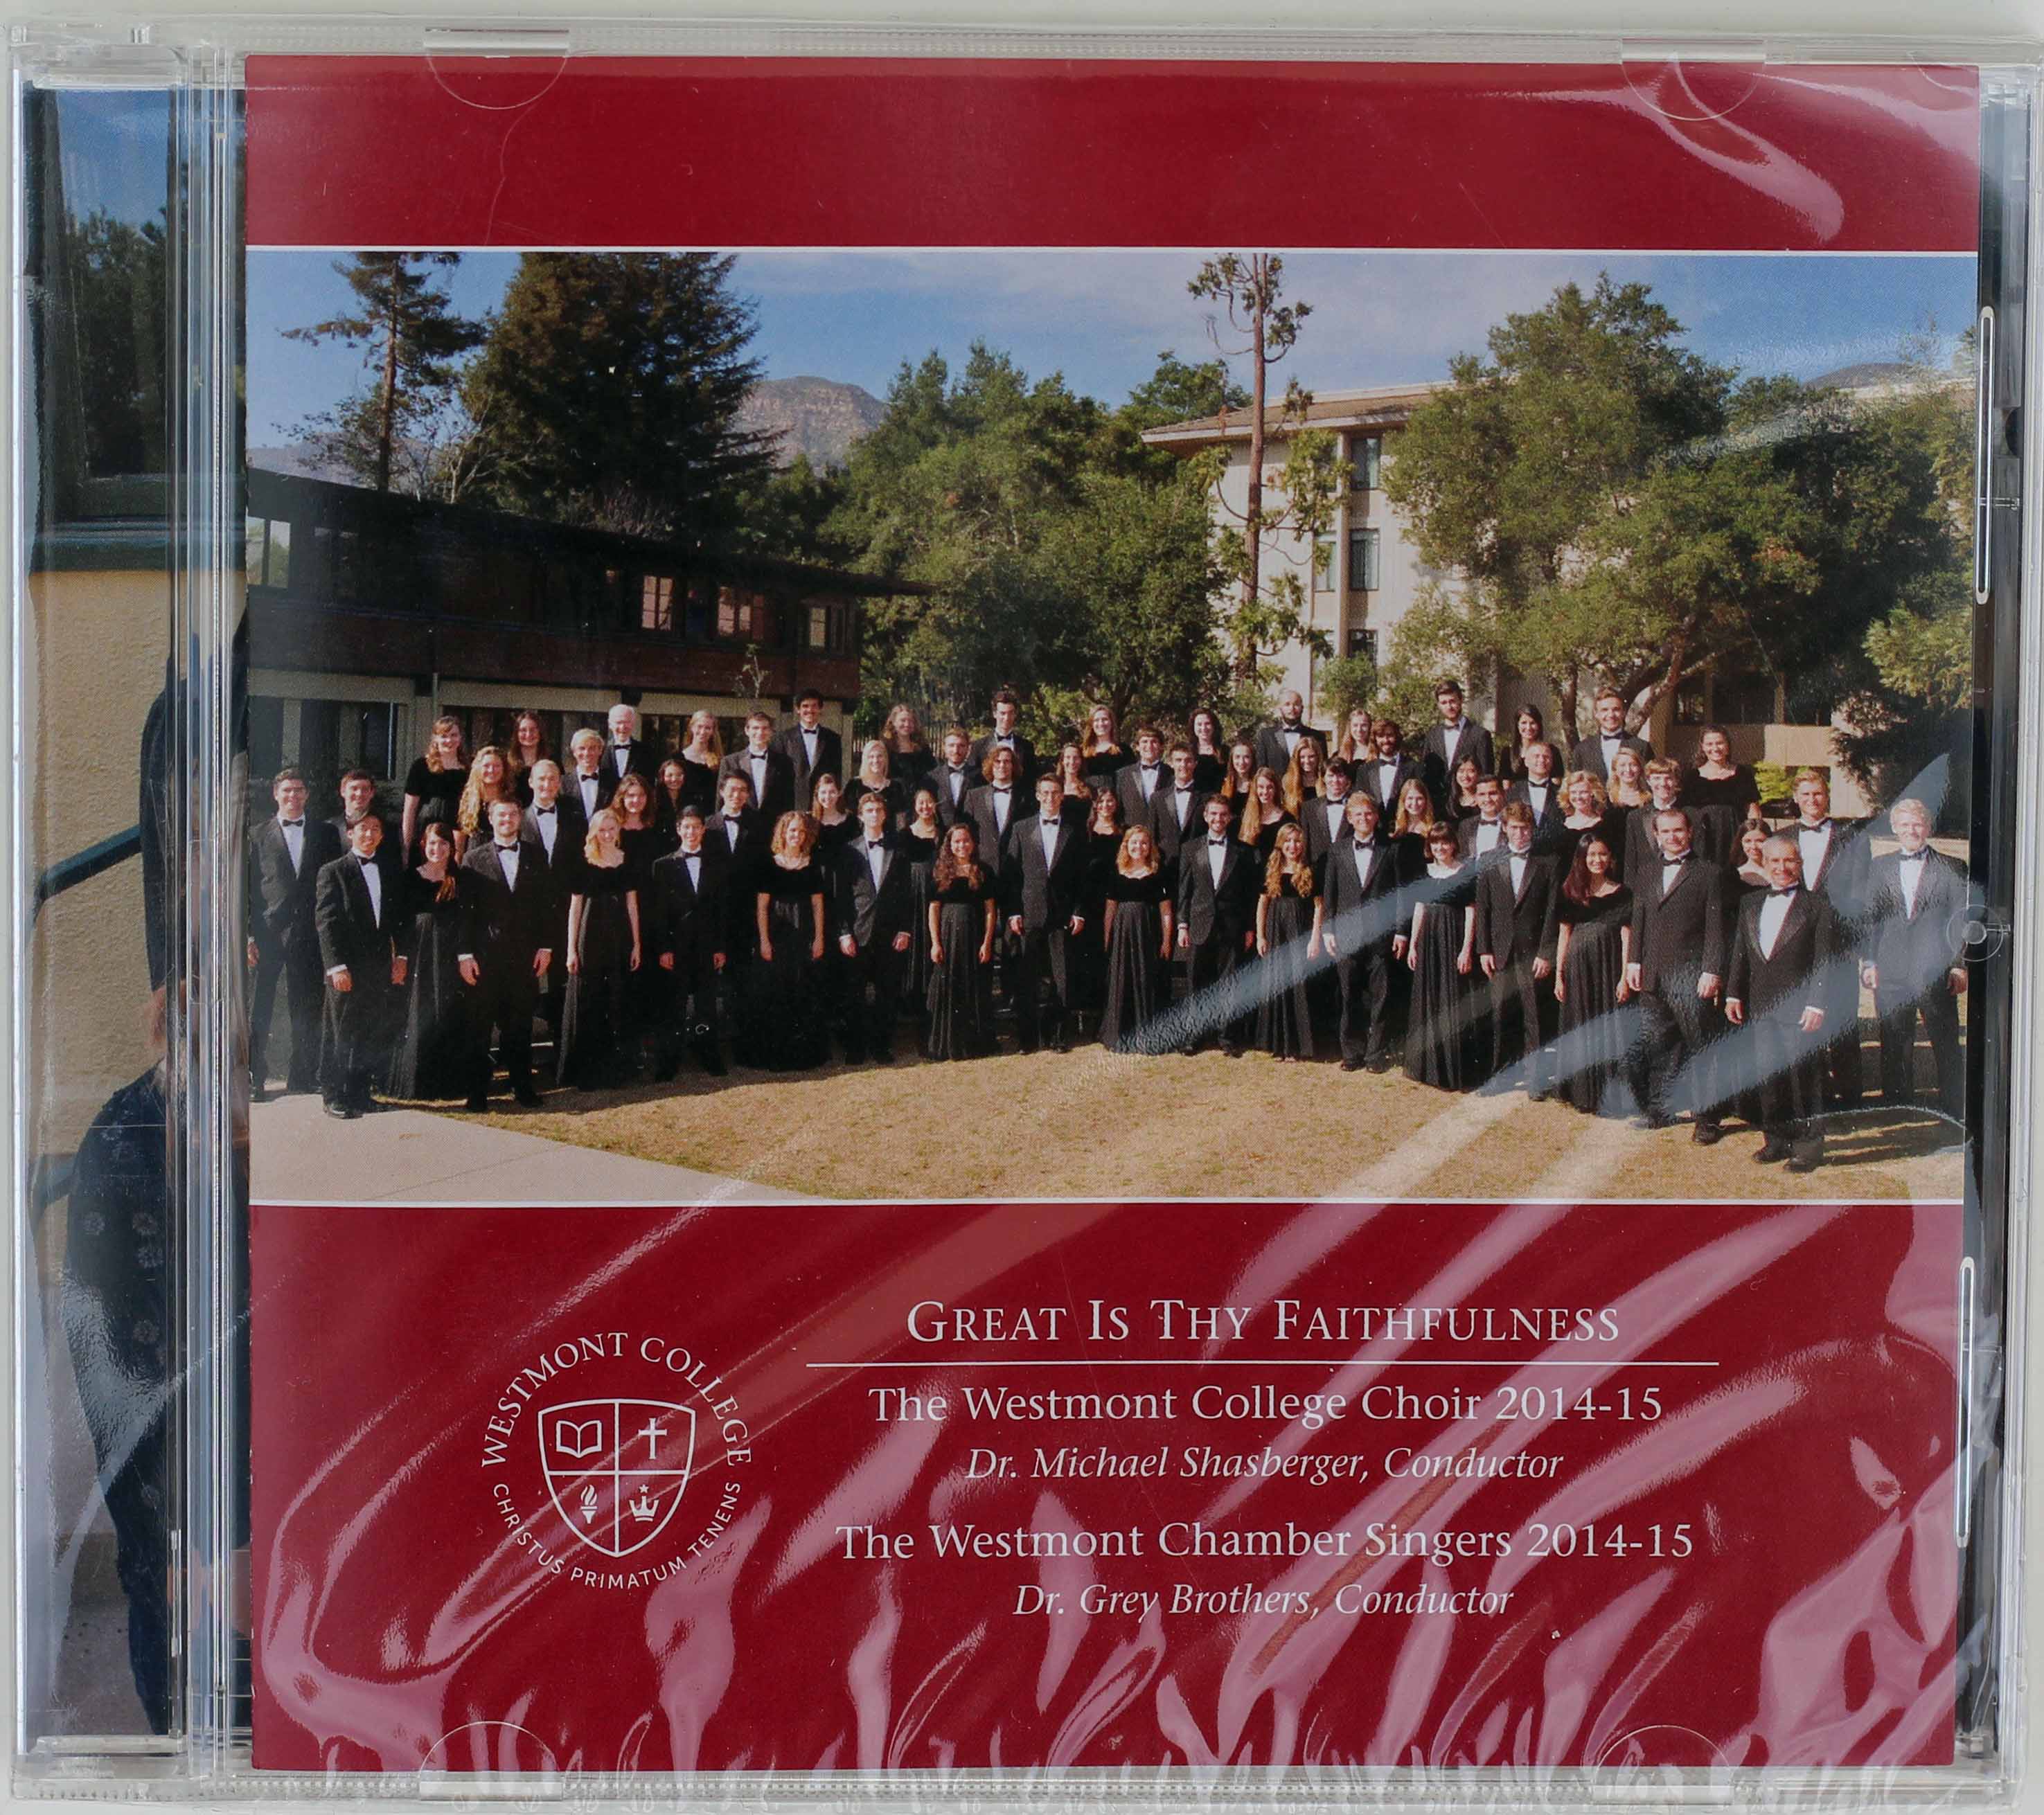 GREAT IS THY FAITHFULNESS
The Westmont College Choir 2014-15
Dr. Michael Shasberger, Conductor
The Westmont Chamber Singers 2014-15
Dr. Grey Brothers, Conductor
WESTMONT COLLEGE
CHRISTUS PRIMATUM TENENS